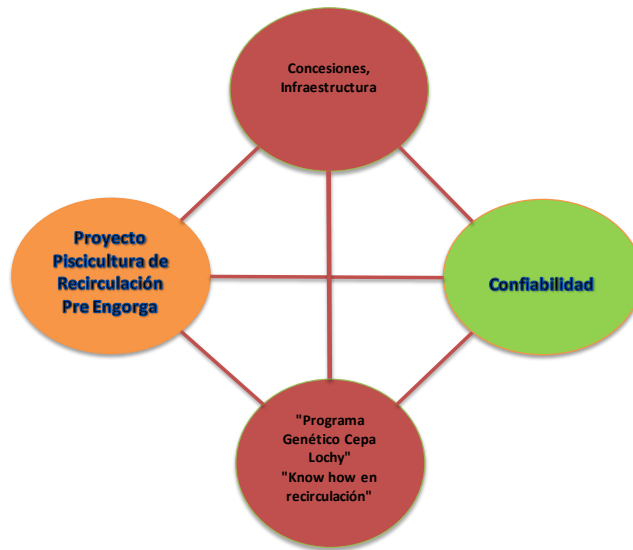 Concesiones,
Infraestructura
Proyecto
Piscicultura de
Recirculación
Pre Engorga
Confiabilidad
"Programa
Genético Cepa
Lochy"
"Know how en
recirculación"